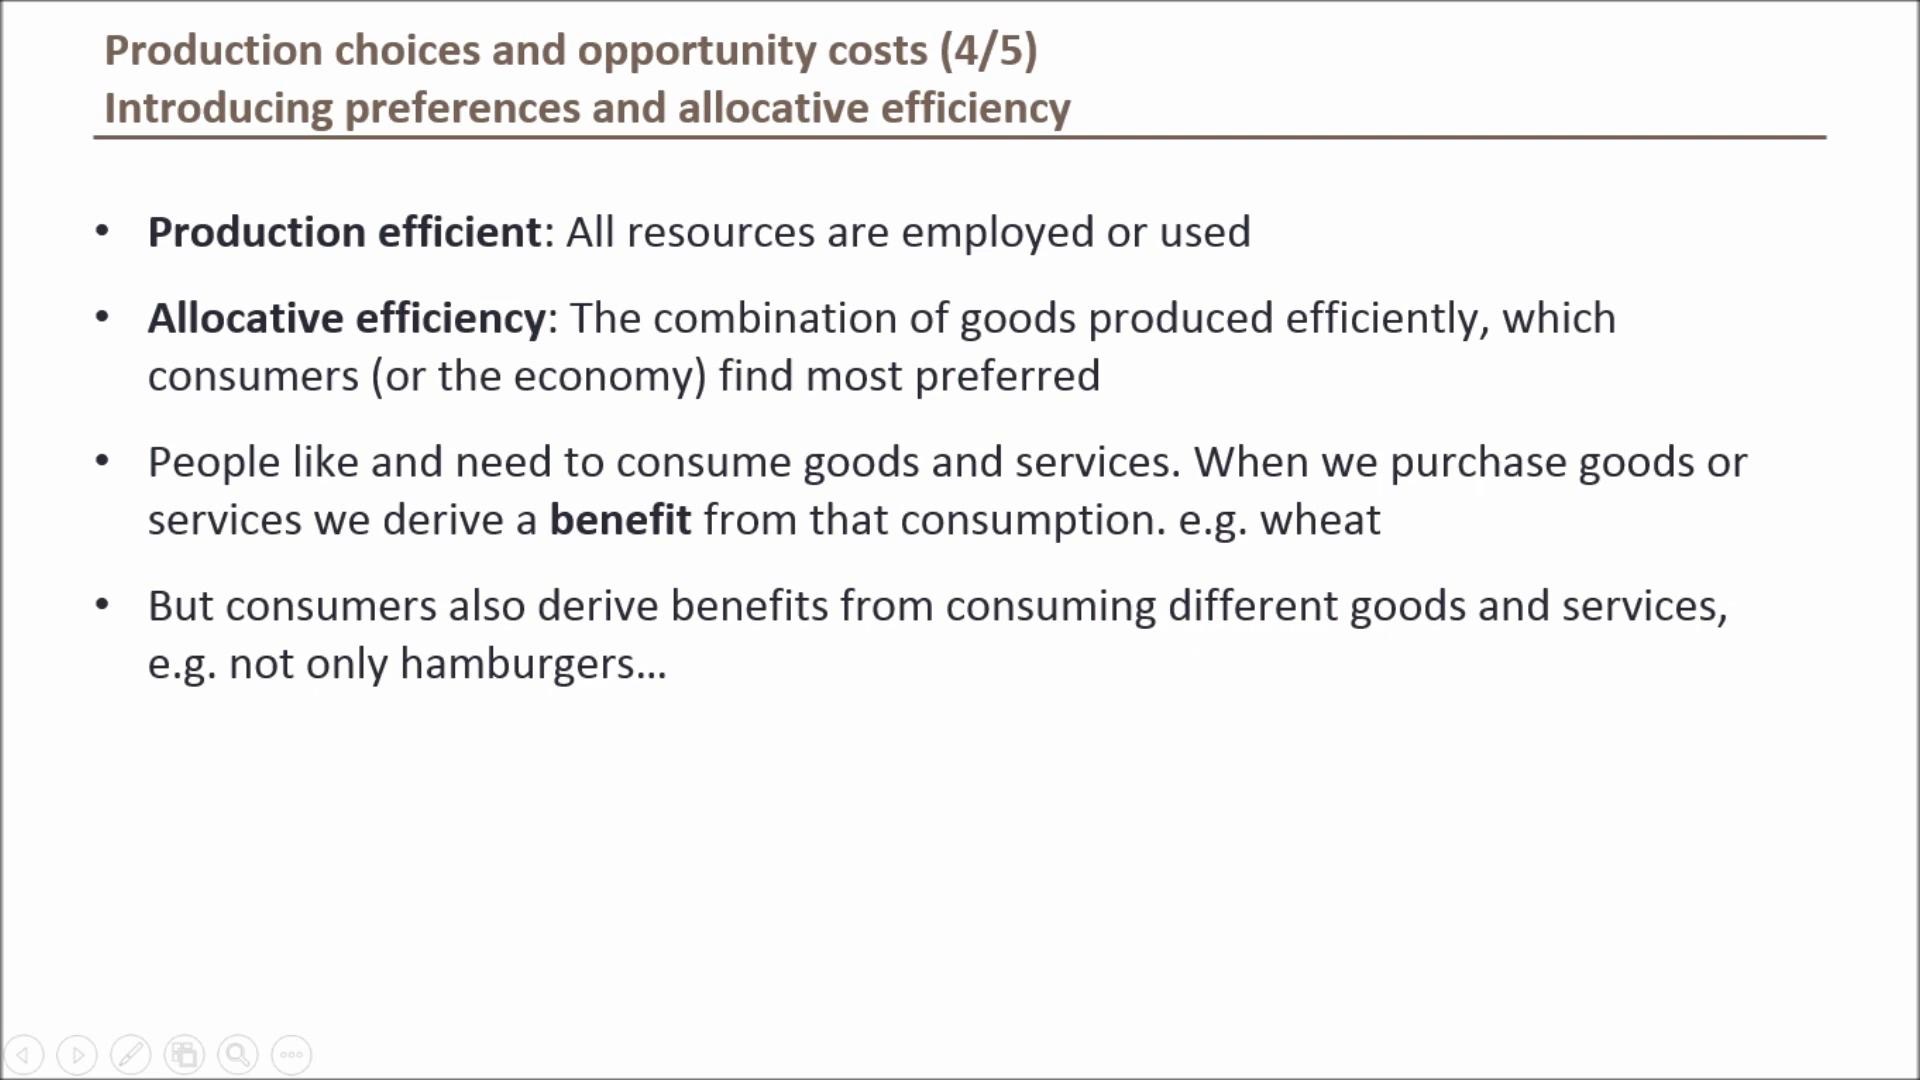 Production choices and opportunity costs (4/5)
Introducing preferences and allocative efficiency
• Production efficient: All resources are employed or used
• Allocative efficiency: The combination of goods produced efficiently, which
consumers (or the economy) find most preferred
• People like and need to consume goods and services. When we purchase goods or
services we derive a benefit from that consumption. e.g. wheat
• But consumers also derive benefits from consuming different goods and services,
e.g. not only hamburgers...